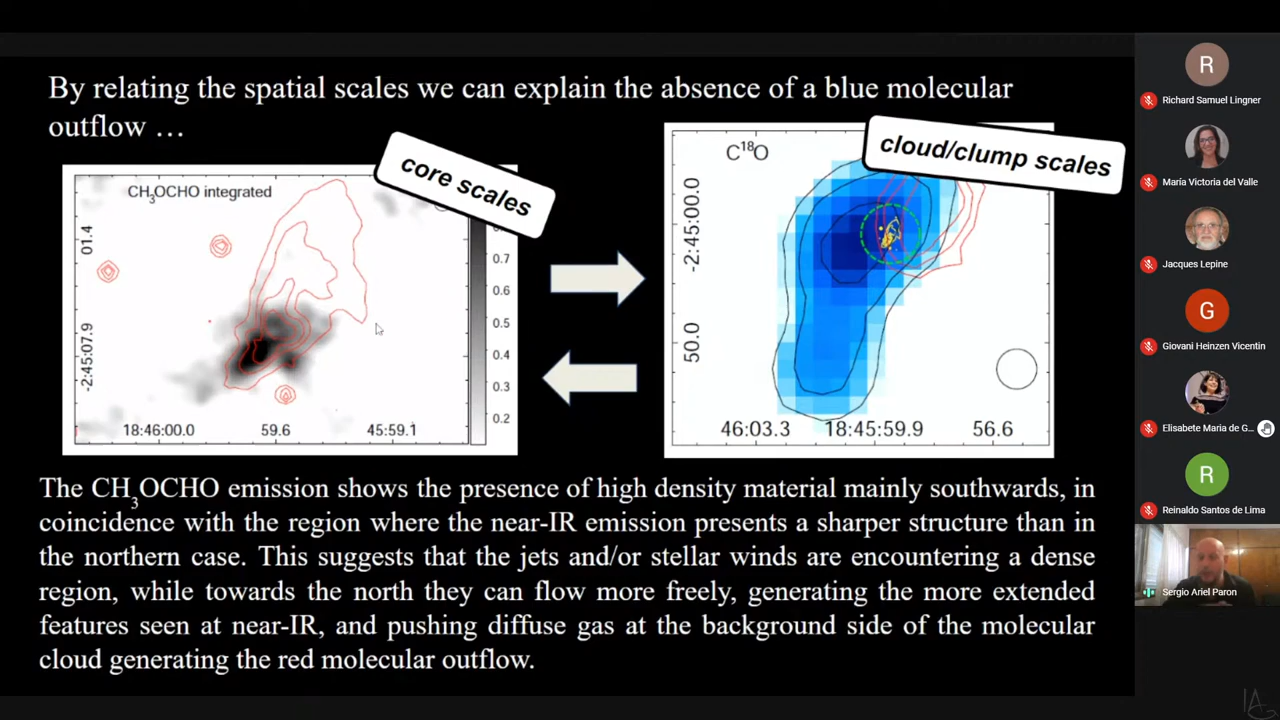 By relating the spatial scales we can explain the absence of a blue molecular
outflow …
CH3OCHO integrated
core scales
01.4
-2:45:07.9
0.7
0.6
0.5
0.4
0.3
0.2
18:46:00.0
59.6
45:59.1
C18O
cloud/clump scales
-2:45:00.0
50.0
46:03.3
18:45:59.9
56.6
The CH3OCHO emission shows the presence of high density material mainly southwards, in
coincidence with the region where the near-IR emission presents a sharper structure than in
the northern case. This suggests that the jets and/or stellar winds are encountering a dense
region, while towards the north they can flow more freely, generating the more extended
features seen at near-IR, and pushing diffuse gas at the background side of the molecular
cloud generating the red molecular outflow.
R
Richard Samuel Lingner
María Victoria del Valle
Jacques Lepine
G
Giovani Heinzen Vicentin
Elisabete Maria de G...
R
Reinaldo Santos de Lima
Sergio Ariel Paron